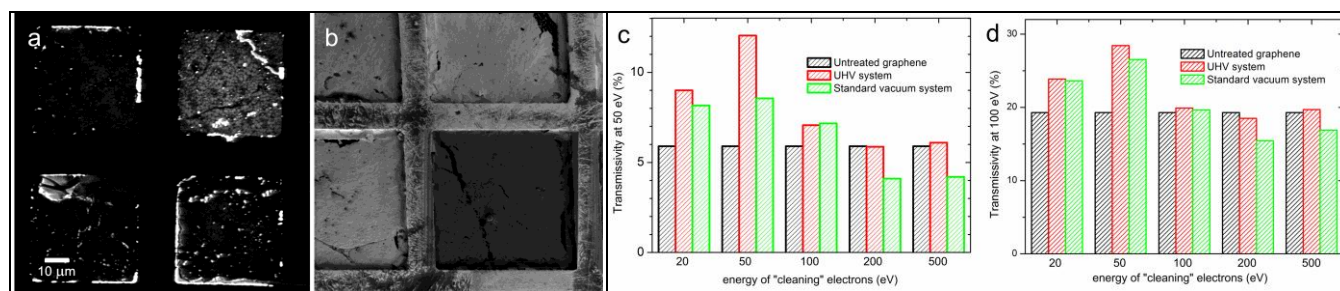 a
10 μm
b
c
Transmissivity at 50 eV (%)
10
5
0
Untreated graphene
UHV system
Standard vacuum system
20 50 100 200 500
energy of "cleaning" electrons (eV)
d
Transmissivity at 100 eV (%)
30
20
10
0
Untreated graphene
UHV system
Standard vacuum system
20 50 100 200 500
energy of "cleaning" electrons (eV)